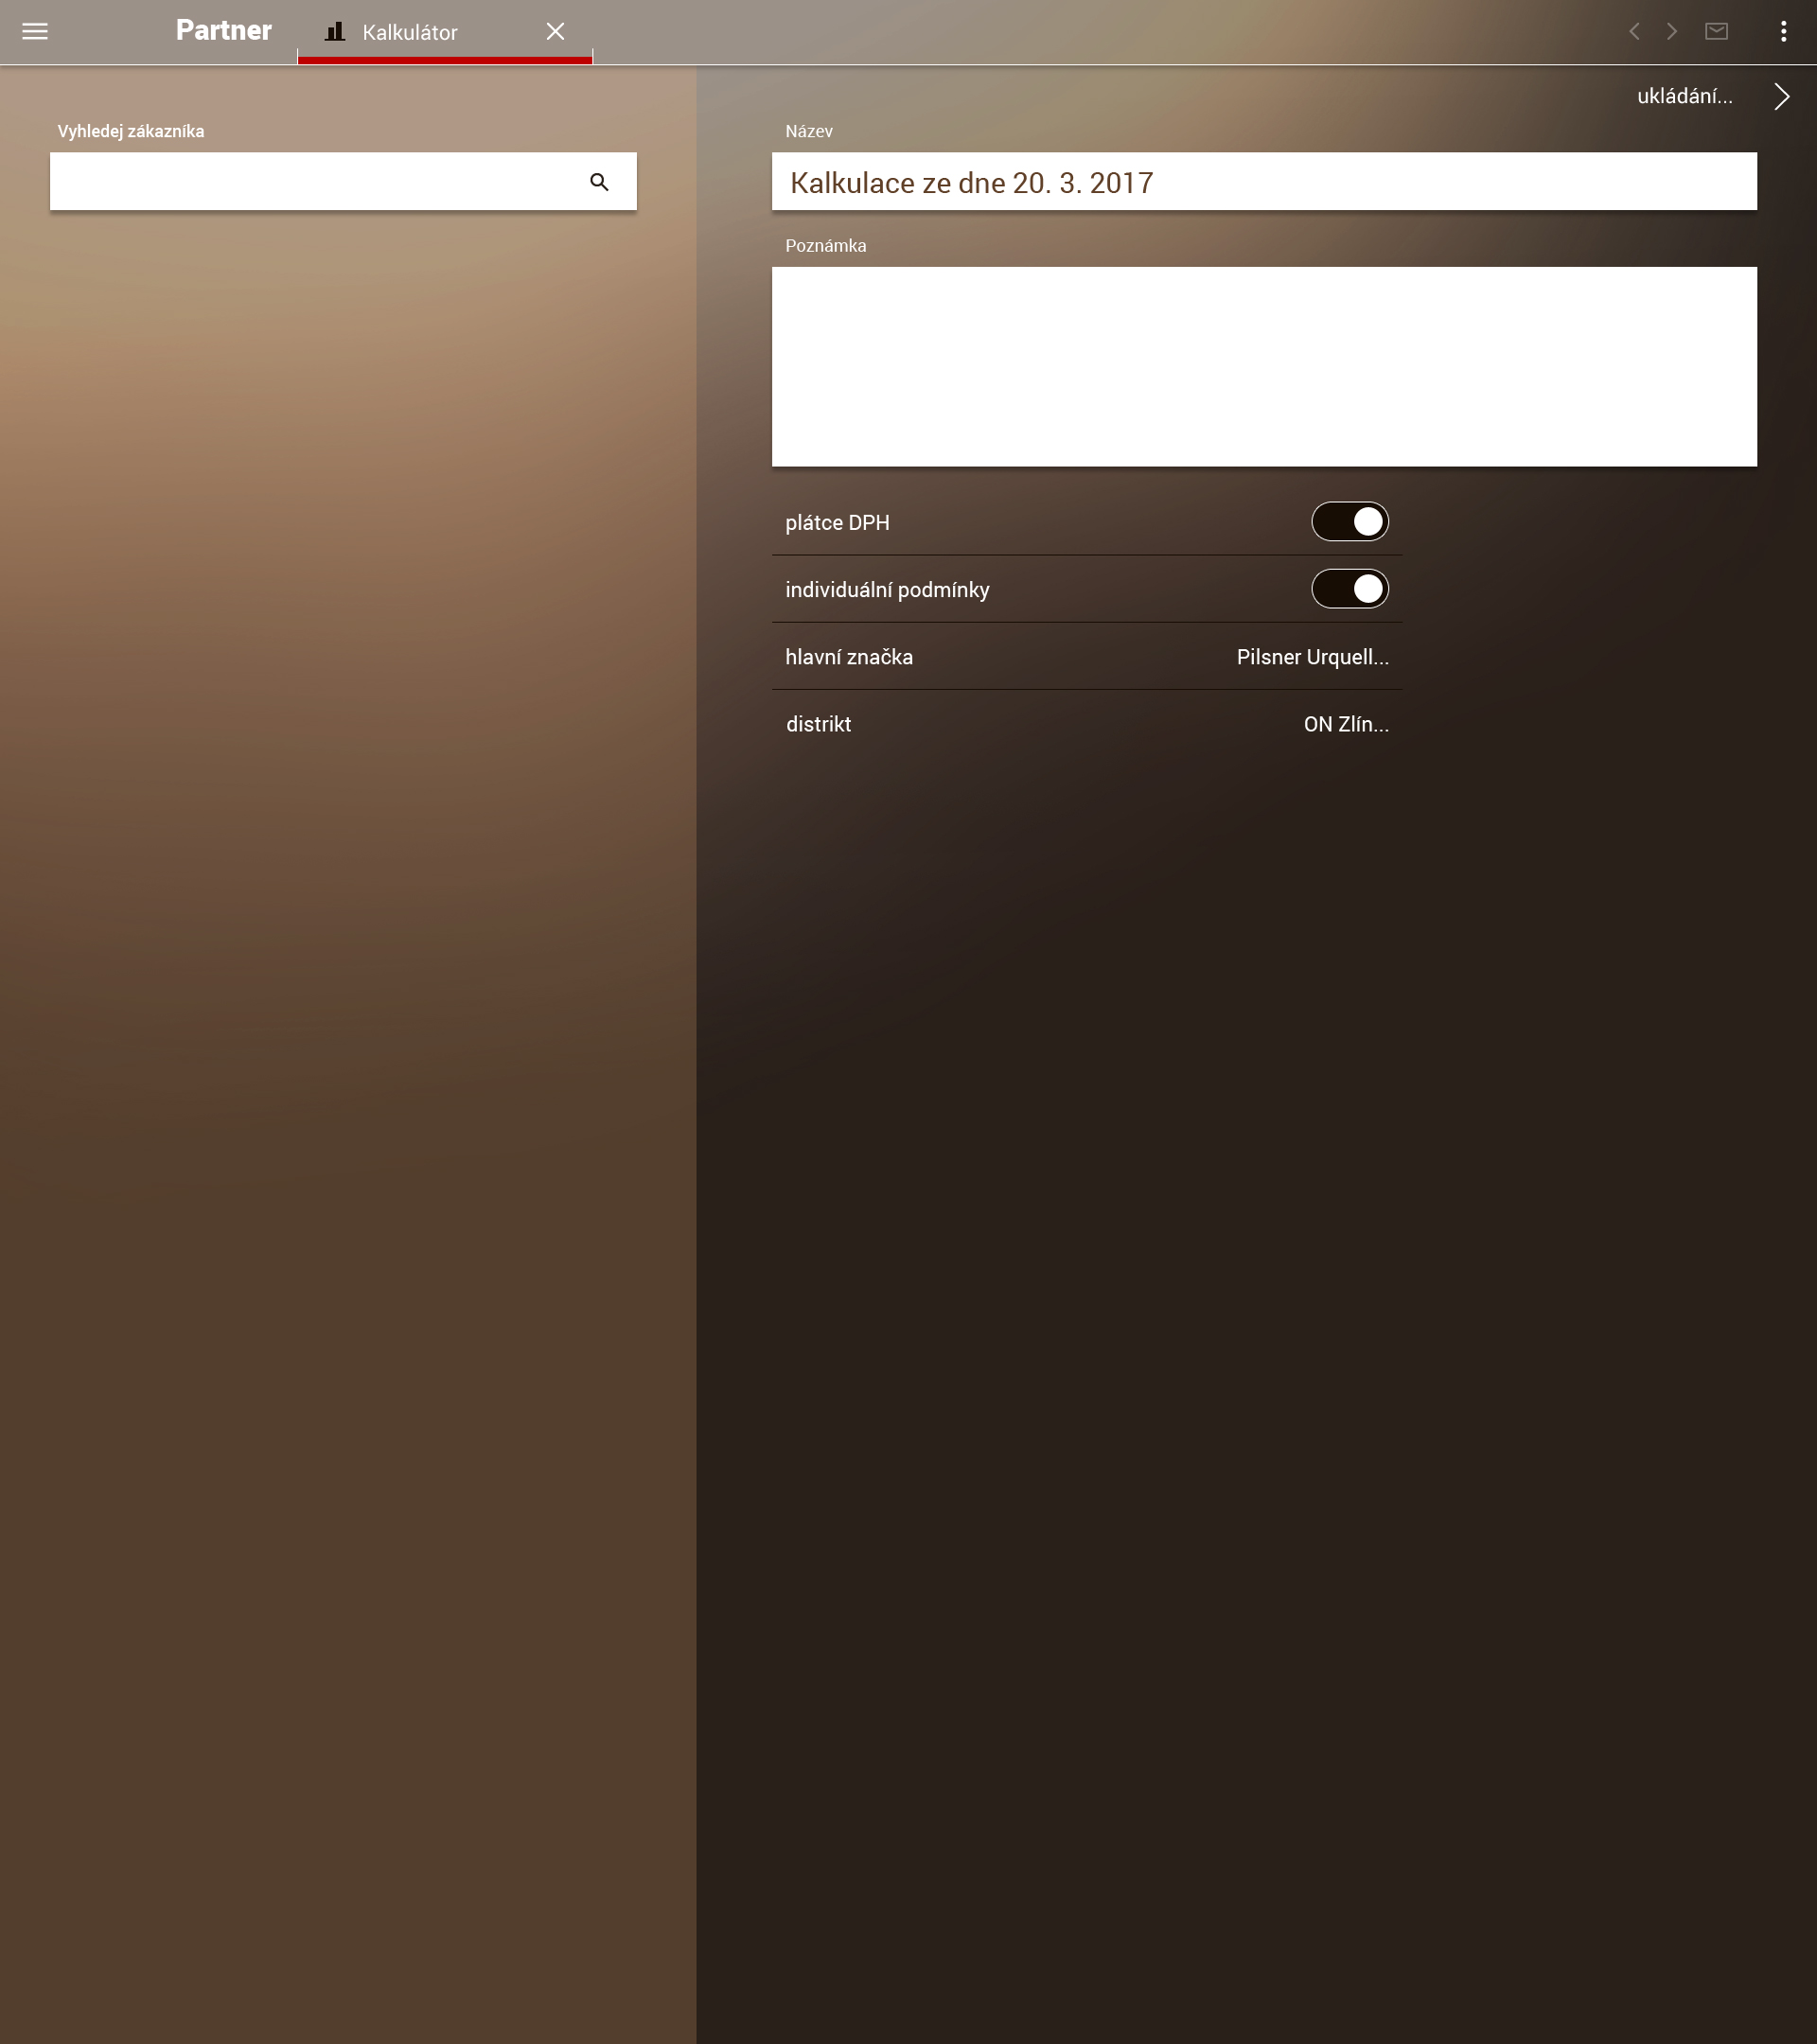 Partner
Kalkulátor
ukládání...
Vyhledej zákazníka
Název
Kalkulace ze dne 20. 3. 2017
Poznámka
plátce DPH
individuální podmínky
hlavní značka Pilsner Urquell...
distrikt ON Zlín...